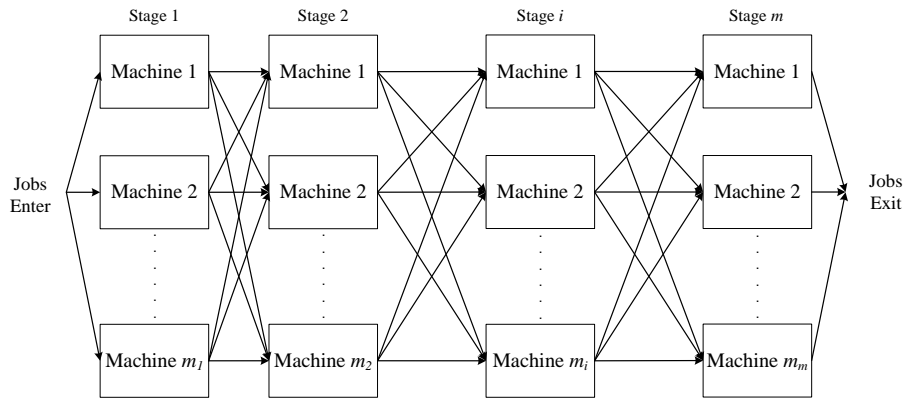 Stage 1
Stage 2
Stage i
Stage m
Machine 1
Machine 1
Machine 1
Machine 1
Jobs
Enter
Machine 2
Machine 2
Machine 2
Machine 2
Jobs
Exit
Machine m1
Machine m2
Machine mi
Machine mm